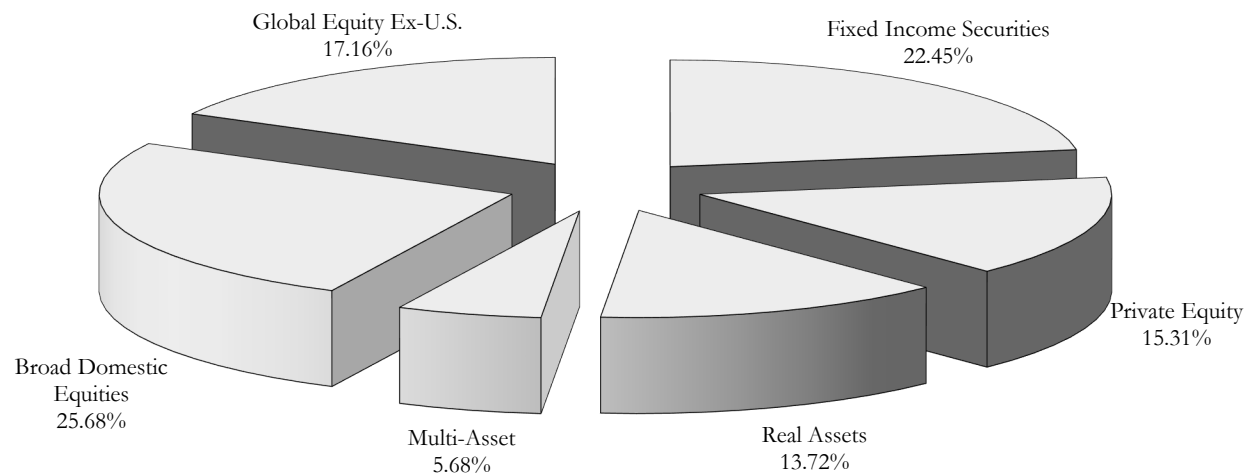 Global Equity Ex-U.S.
17.16%
Fixed Income Securities
22.45%
Private Equity
15.31%
Broad Domestic
Equities
25.68%
Multi-Asset
5.68%
Real Assets
13.72%